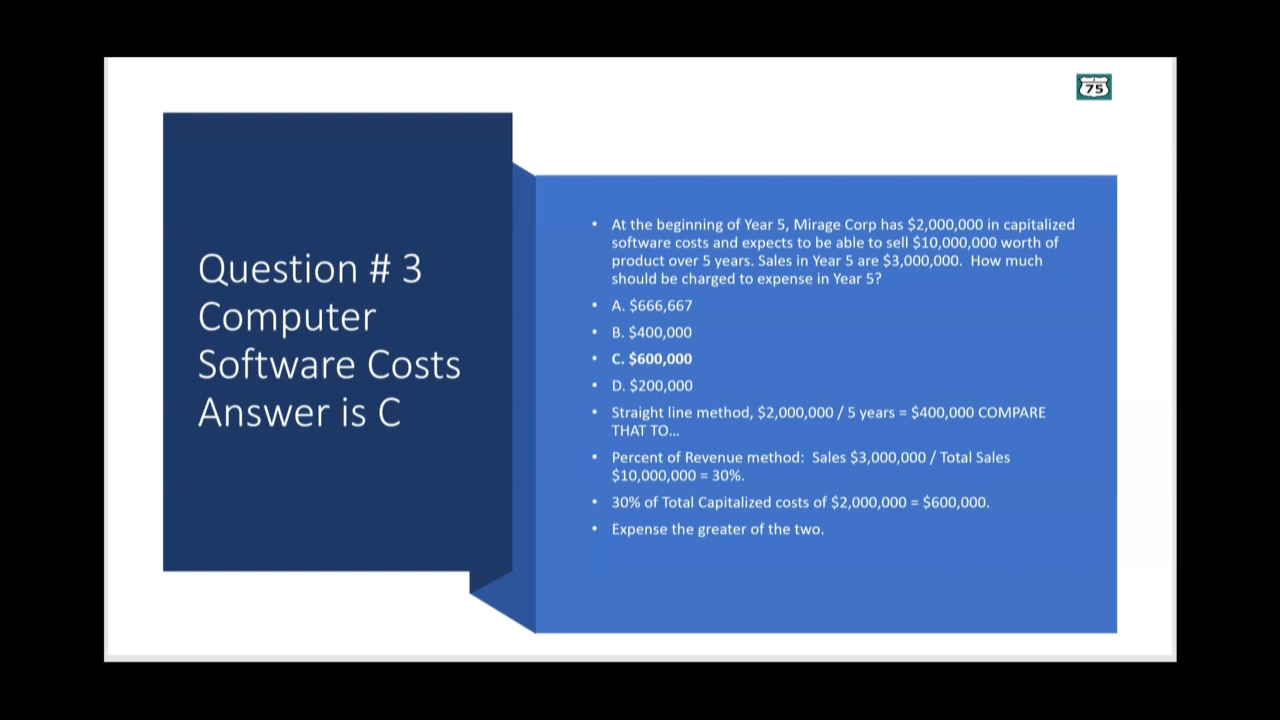 75
Question # 3
Computer
Software Costs
Answer is C
• At the beginning of Year 5, Mirage Corp has $2,000,000 in capitalized
software costs and expects to be able to sell $10,000,000 worth of
product over 5 years. Sales in Year 5 are $3,000,000.  How much
should be charged to expense in Year 5?
• A. $666,667
• B. $400,000
• C. $600,000
• D. $200,000
• Straight line method, $2,000,000 / 5 years = $400,000 COMPARE
THAT TO...
• Percent of Revenue method:  Sales $3,000,000 / Total Sales
$10,000,000 = 30%.
• 30% of Total Capitalized costs of $2,000,000 = $600,000.
• Expense the greater of the two.